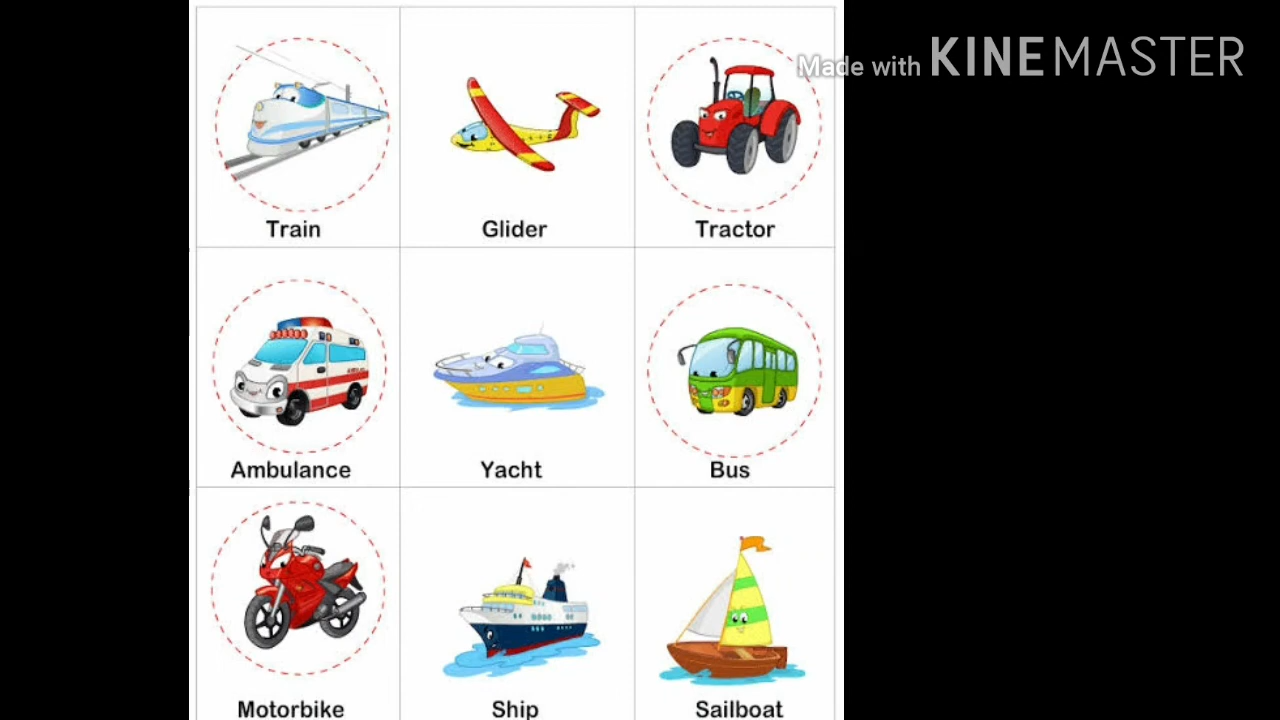 Made with KINEMASTER
Train
Glider
Tractor
Ambulance
Yacht
Bus
Motorbike
Ship
Sailboat